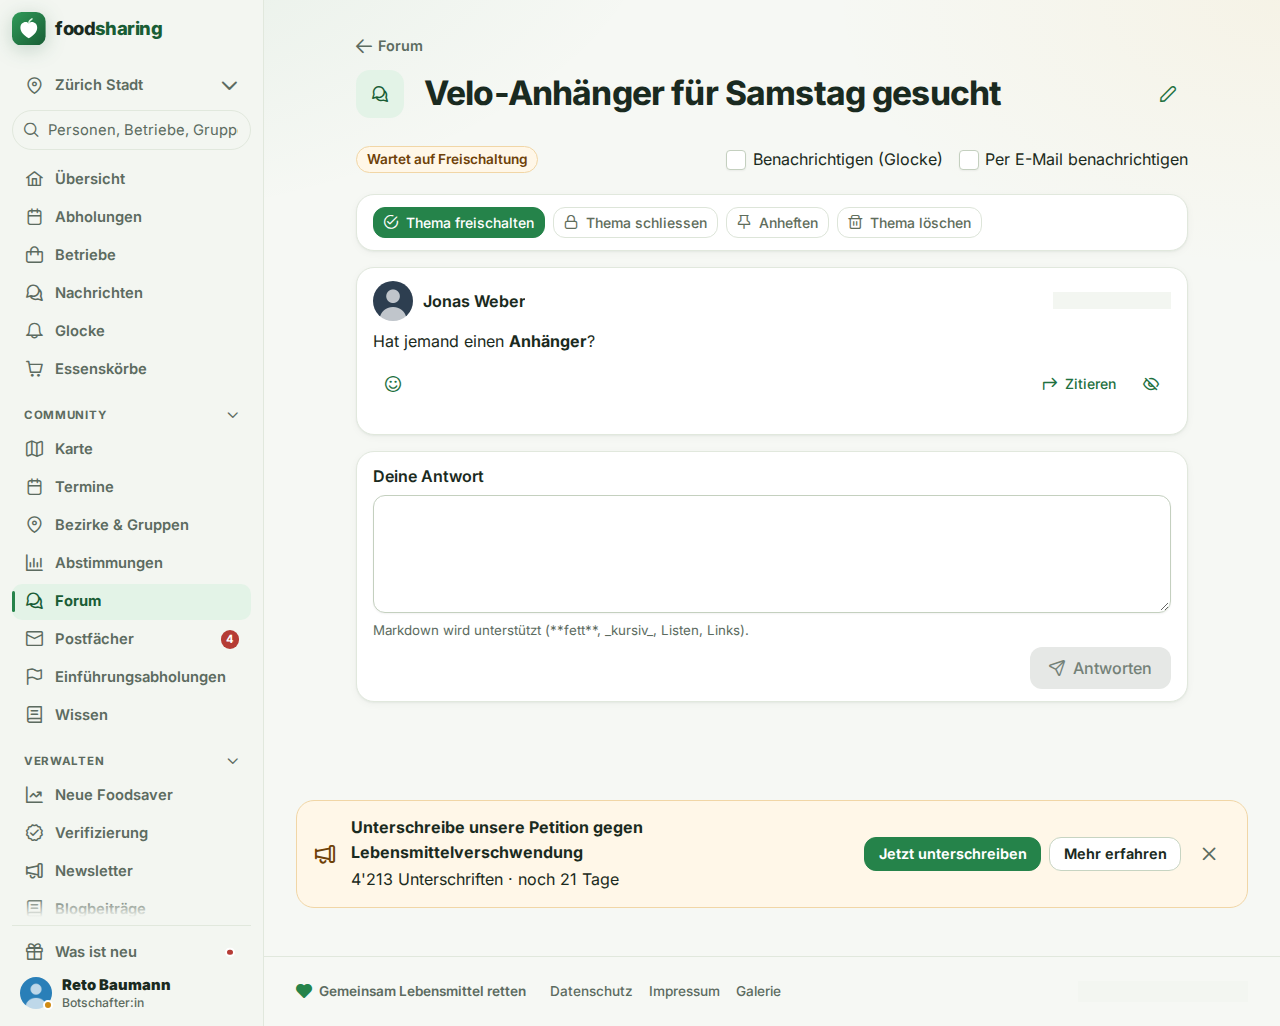 foodsharing
Zürich Stadt
Personen, Betriebe, Grupp
Übersicht
Abholungen
Betriebe
Nachrichten
Glocke
Essenskörbe
COMMUNITY
Karte
Termine
Bezirke & Gruppen
Abstimmungen
Forum
Postfächer 4
Einführungsabholungen
Wissen
VERWALTEN
Neue Foodsaver
Verifizierung
Newsletter
Blogbeiträge
Was ist neu
Reto Baumann
Botschafter:in
Forum
Velo-Anhänger für Samstag gesucht
Wartet auf Freischaltung Benachrichtigen (Glocke) Per E-Mail benachrichtigen
Thema freischalten Thema schliessen Anheften Thema löschen
Jonas Weber
Hat jemand einen Anhänger?
Zitieren
Deine Antwort
Markdown wird unterstützt (**fett**, _kursiv_, Listen, Links).
Antworten
Unterschreibe unsere Petition gegen
Lebensmittelverschwendung
4'213 Unterschriften · noch 21 Tage
Jetzt unterschreiben Mehr erfahren
Gemeinsam Lebensmittel retten Datenschutz Impressum Galerie